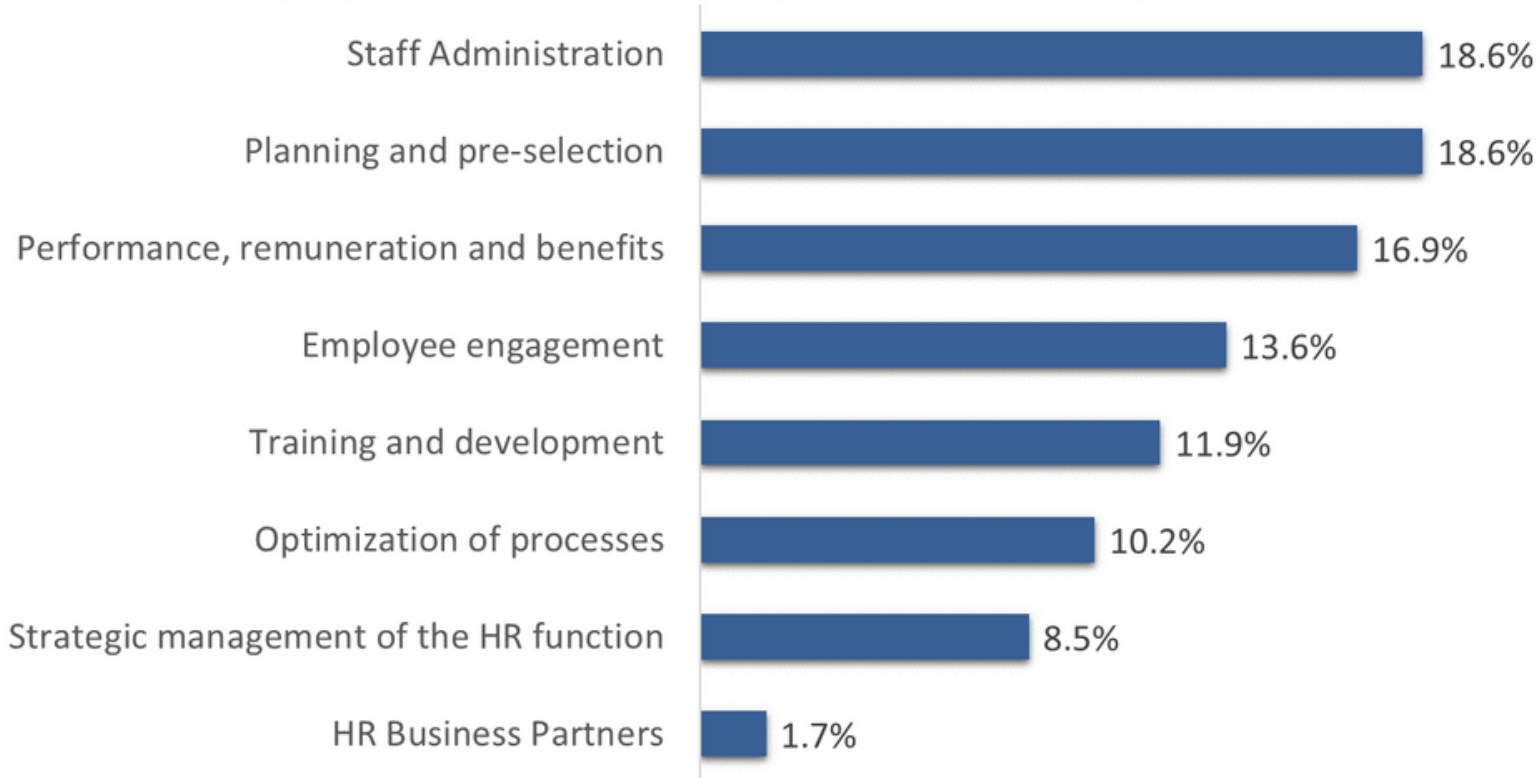 Staff Administration 18.6%
Planning and pre-selection 18.6%
Performance, remuneration and benefits 16.9%
Employee engagement 13.6%
Training and development 11.9%
Optimization of processes 10.2%
Strategic management of the HR function 8.5%
HR Business Partners 1.7%